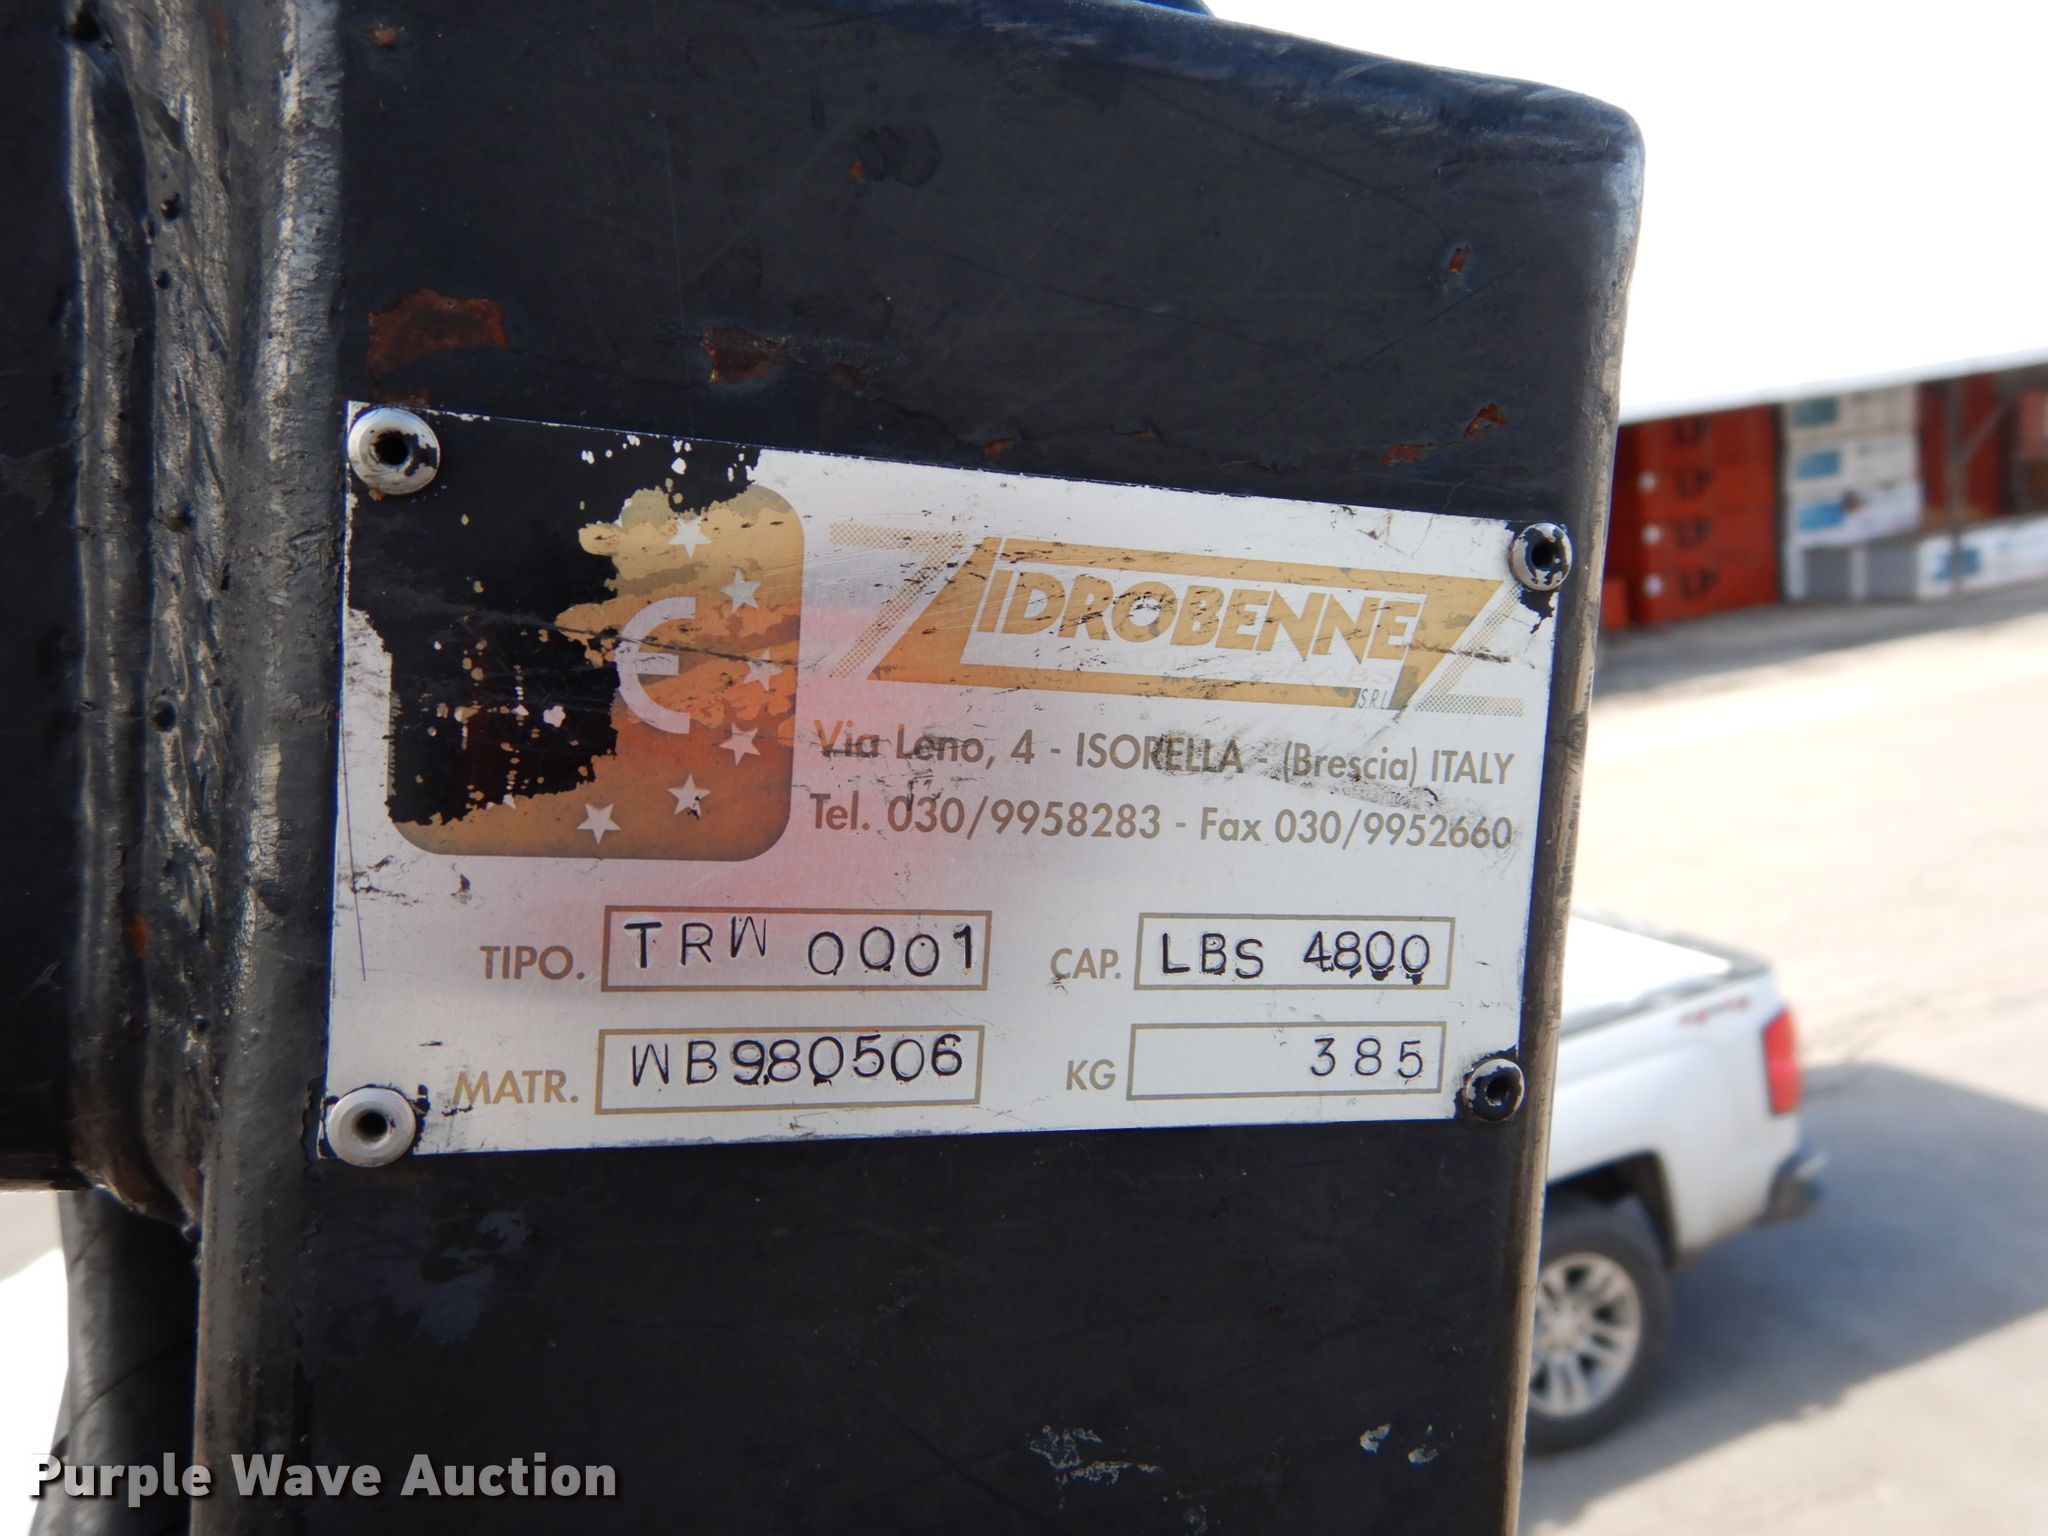 CE
IDROBENNE
S.R.L.
Via Leno, 4 - ISORELLA - (Brescia) ITALY
Tel. 030/9958283 - Fax 030/9952660
TIPO. TRW 0001 CAP. LBS 4800
MATR. WB980506 KG 385
Purple Wave Auction